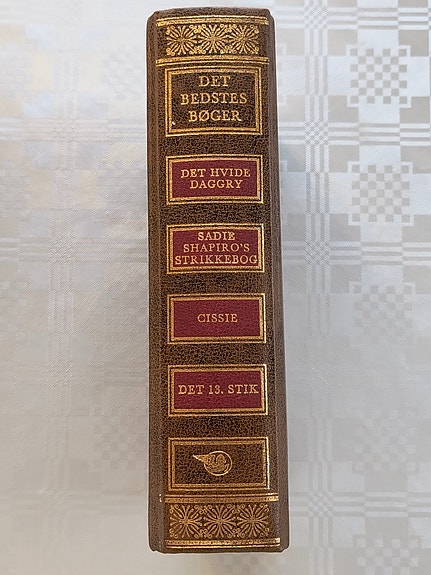 DET
BEDSTES
BØGER
DET HVIDE
DAGGRY
SADIE
SHAPIRO'S
STRIKKEBOG
CISSIE
DET 13. STIK